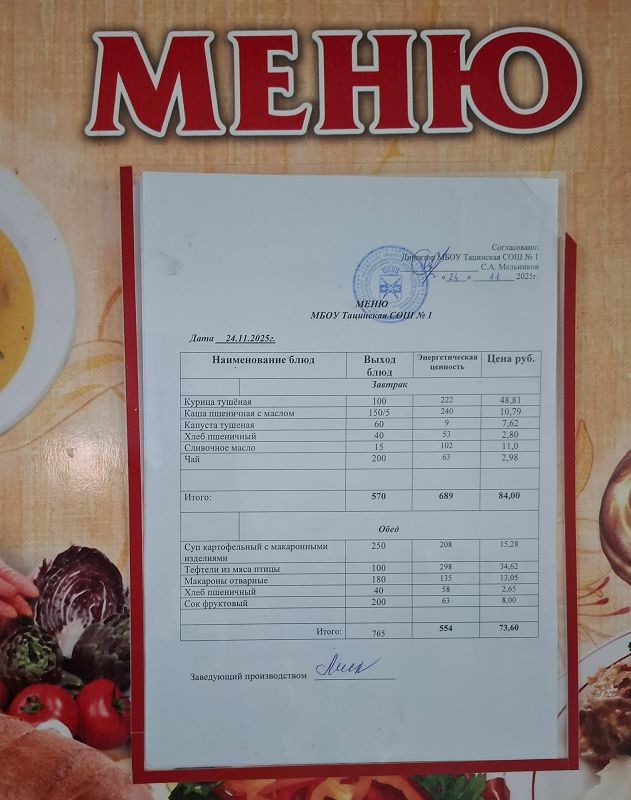 МЕНЮ
Согласовано:
Директор МБОУ Тацинская СОШ № 1
С.А. Мельников
« 24 » 11 2025г.
МЕНЮ
МБОУ Тацинская СОШ № 1
Дата 24.11.2025г.
Наименование блюд Выход блюд Энергетическая ценность Цена руб.
Завтрак
Курица тушёная 100 222 48,81
Каша пшеничная с маслом 150/5 240 10,79
Капуста тушеная 60 9 7,62
Хлеб пшеничный 40 53 2,80
Сливочное масло 15 102 11,0
Чай 200 63 2,98
Итого: 570 689 84,00
Обед
Суп картофельный с макаронными изделиями 250 208 15,28
Тефтели из мяса птицы 100 298 34,62
Макароны отварные 180 135 13,05
Хлеб пшеничный 40 58 2,65
Сок фруктовый 200 63 8,00
Итого: 765 554 73,60
Заведующий производством